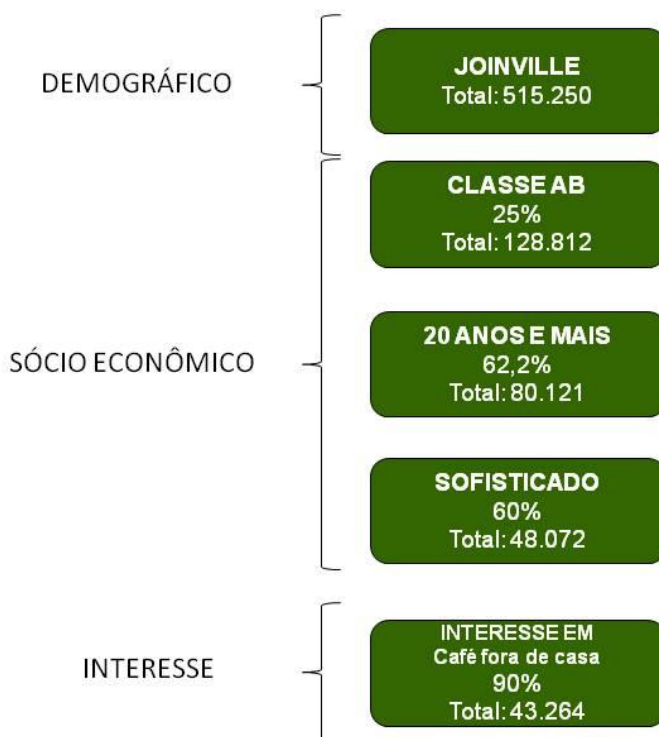 DEMOGRÁFICO
JOINVILLE
Total: 515.250
SÓCIO ECONÔMICO
CLASSE AB
25%
Total: 128.812
20 ANOS E MAIS
62,2%
Total: 80.121
SOFISTICADO
60%
Total: 48.072
INTERESSE
INTERESSE EM
Café fora de casa
90%
Total: 43.264